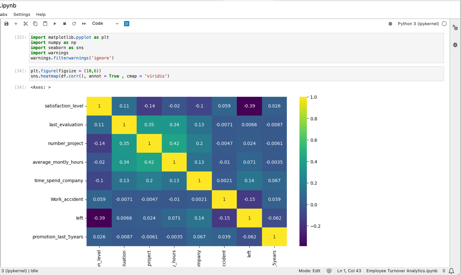 .ipynb
abs Settings Help
Code
Python 3 (ipykernel)
[33]: import matplotlib.pyplot as plt
import numpy as np
import seaborn as sns
import warnings
warnings.filterwarnings('ignore')
[34]: plt.figure(figsize = (10,6))
sns.heatmap(df.corr(), annot = True , cmap = 'viridis')
[34]: <Axes: >
satisfaction_level 1 0.11 -0.14 -0.02 -0.1 0.059 -0.39 0.026
last_evaluation 0.11 1 0.35 0.34 0.13 -0.0071 0.0066 -0.0087
number_project -0.14 0.35 1 0.42 0.2 -0.0047 0.024 -0.0061
average_montly_hours -0.02 0.34 0.42 1 0.13 -0.01 0.071 -0.0035
time_spend_company -0.1 0.13 0.2 0.13 1 0.0021 0.14 0.067
Work_accident 0.059 -0.0071 -0.0047 -0.01 0.0021 1 -0.15 0.039
left -0.39 0.0066 0.024 0.071 0.14 -0.15 1 -0.062
promotion_last_5years 0.026 -0.0087 -0.0061 -0.0035 0.067 0.039 -0.062 1
n_level
luation
project
y_hours
mpany
ccident
left
5years
1.0
0.8
0.6
0.4
0.2
0.0
-0.2
3 (ipykernel) | Idle
Mode: Edit
Ln 1, Col 43
Employee Turnover Analytics.ipynb